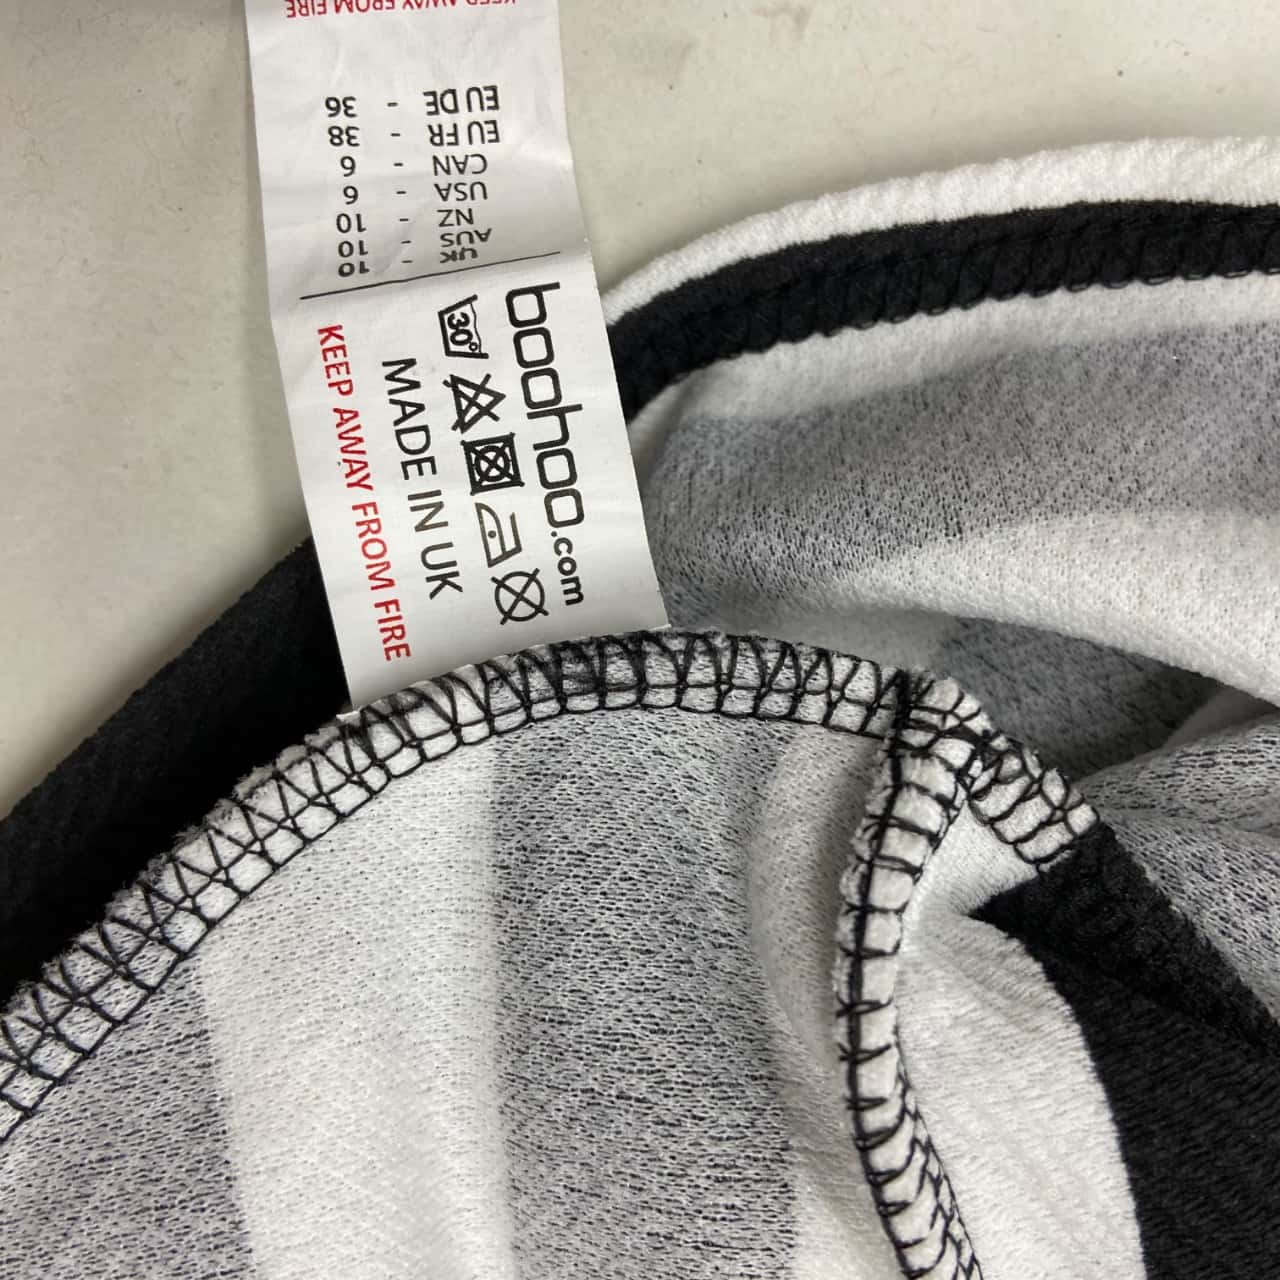 boohoo.com
30°
MADE IN UK
KEEP AWAY FROM FIRE
UK - 10
AUS - 10
NZ - 10
USA - 6
CAN - 6
EU FR - 38
EU DE - 36
KEEP AWAY FROM FIRE